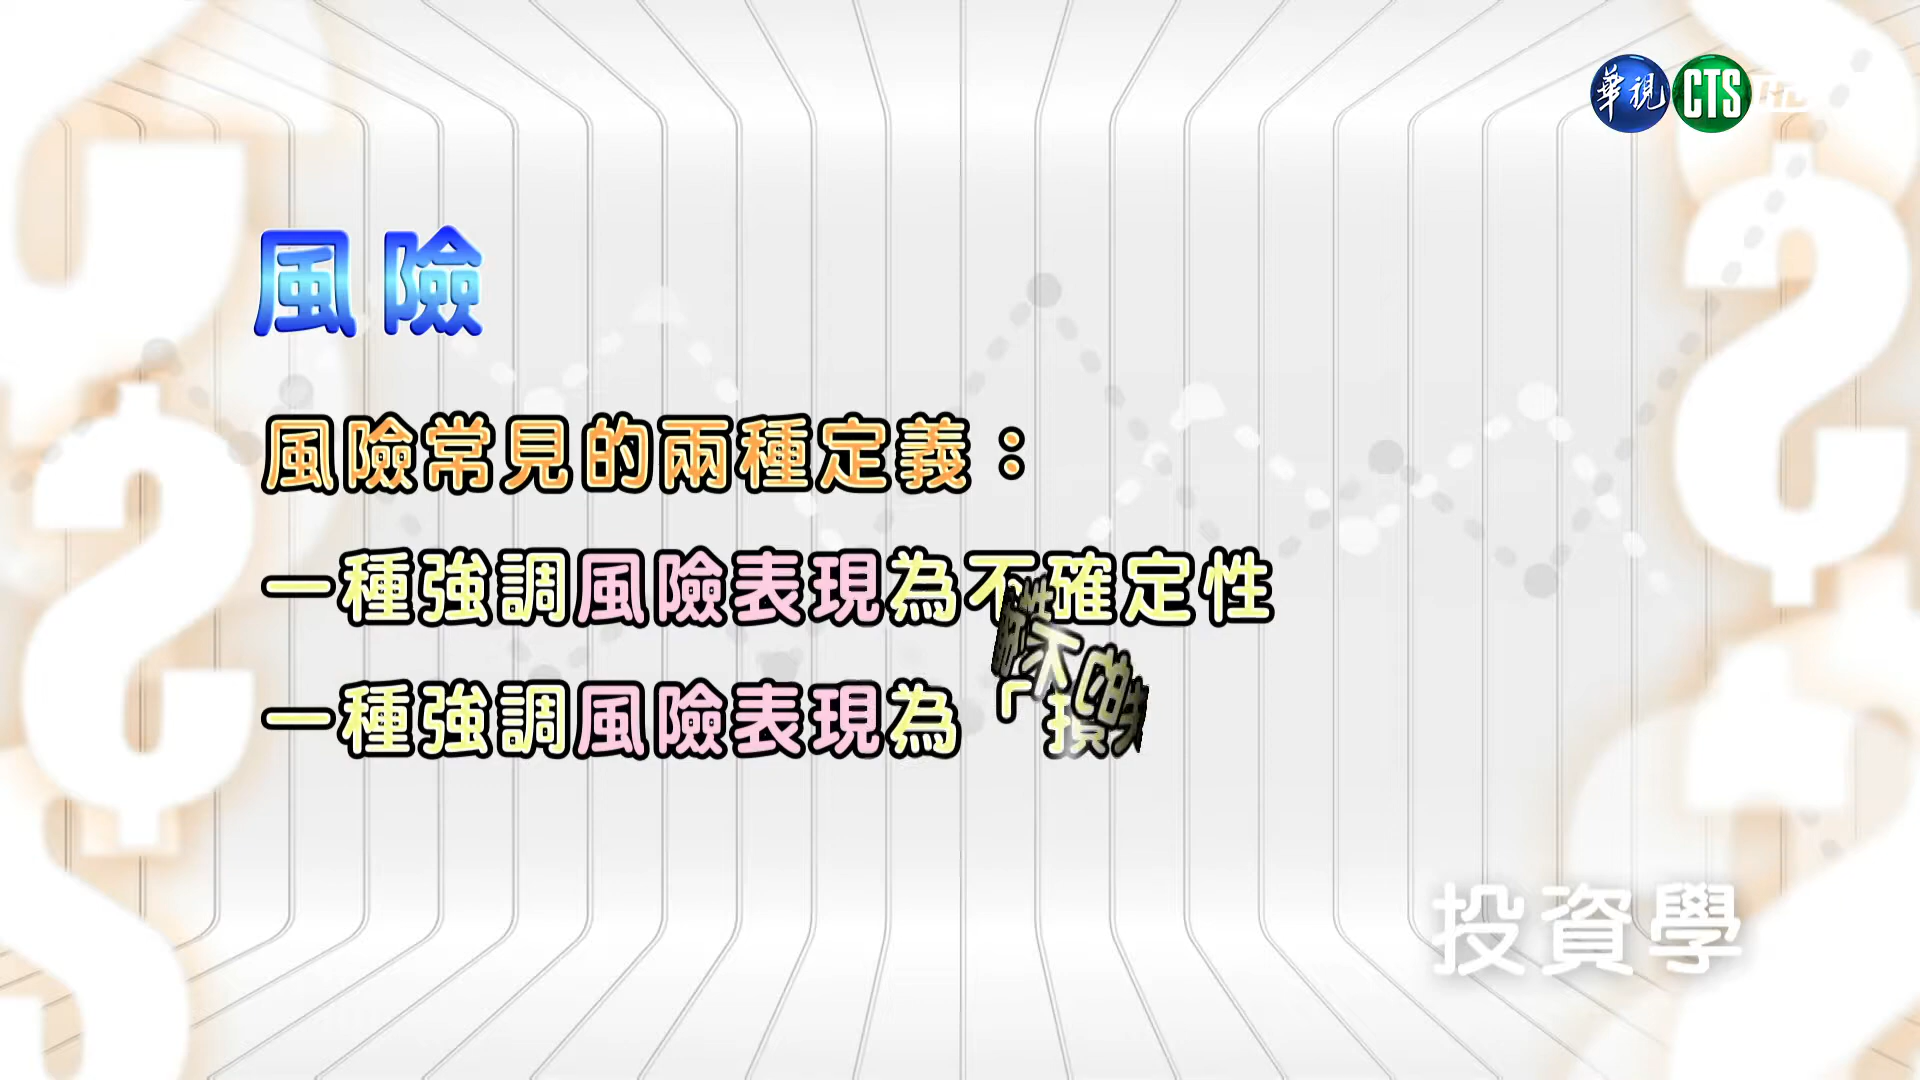 華視 CTS
風險
風險常見的兩種定義：
一種強調風險表現為不確定性
一種強調風險表現為「損
投資學